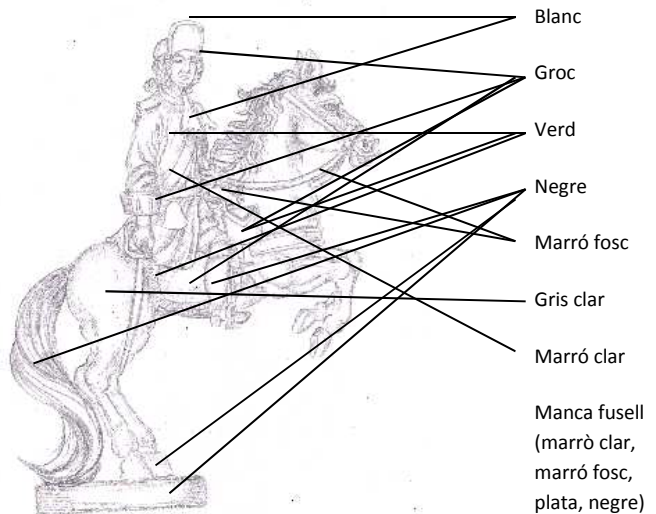 Blanc
Groc
Verd
Negre
Marró fosc
Gris clar
Marró clar
Manca fusell
(marrò clar,
marró fosc,
plata, negre)